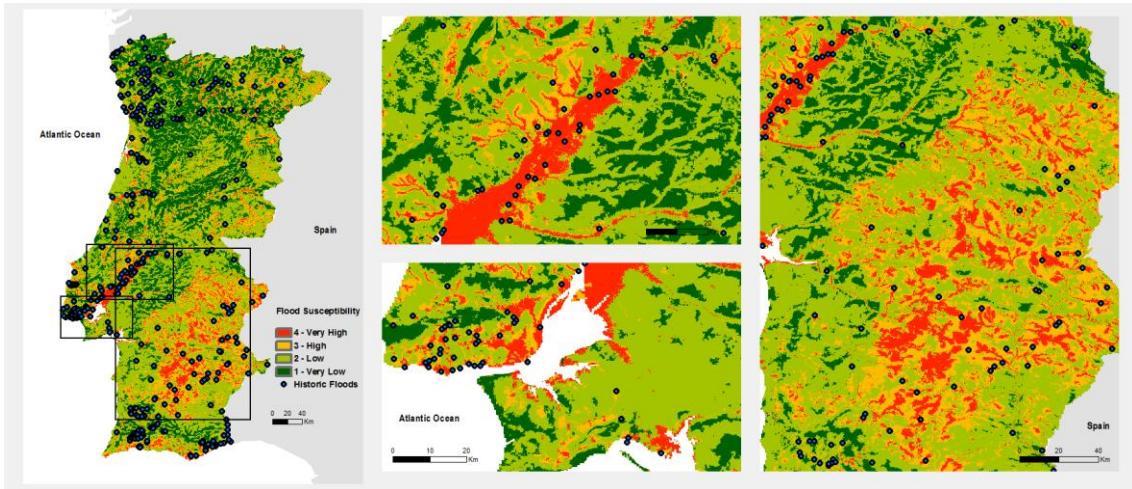 Atlantic Ocean
Spain
Flood Susceptibility
4 - Very High
3 - High
2 - Low
1 - Very Low
Historic Floods
0 20 40
Km
20
Atlantic Ocean
0 10 20
Km
Spain
0 20 40
Km